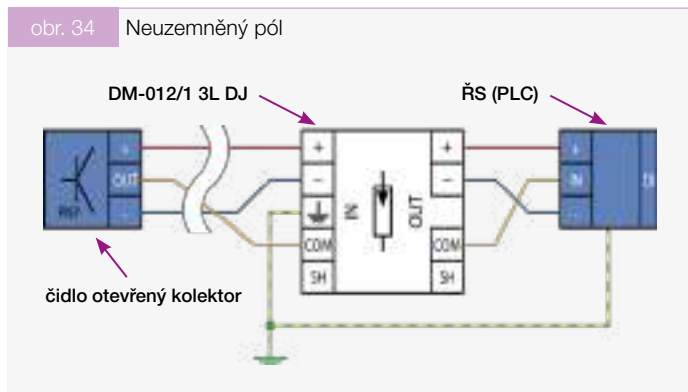 obr. 34 Neuzemněný pól
DM-012/1 3L DJ
ŘS (PLC)
+
OUT
-
+
-
COM
SH
IN
OUT
+
-
COM
SH
+
IN
-
DI
čidlo otevřený kolektor